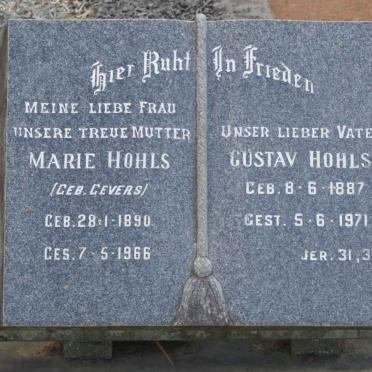 Hier Ruht In Frieden
MEINE LIEBE FRAU
UNSERE TREUE MUTTER
MARIE HOHLS
(GEB. GEVERS)
GEB. 28-1-1890
GES. 7-5-1966
UNSER LIEBER VATE
GUSTAV HOHLS
GEB. 8-6-1887
GEST. 5-6-1971
JER. 31,3